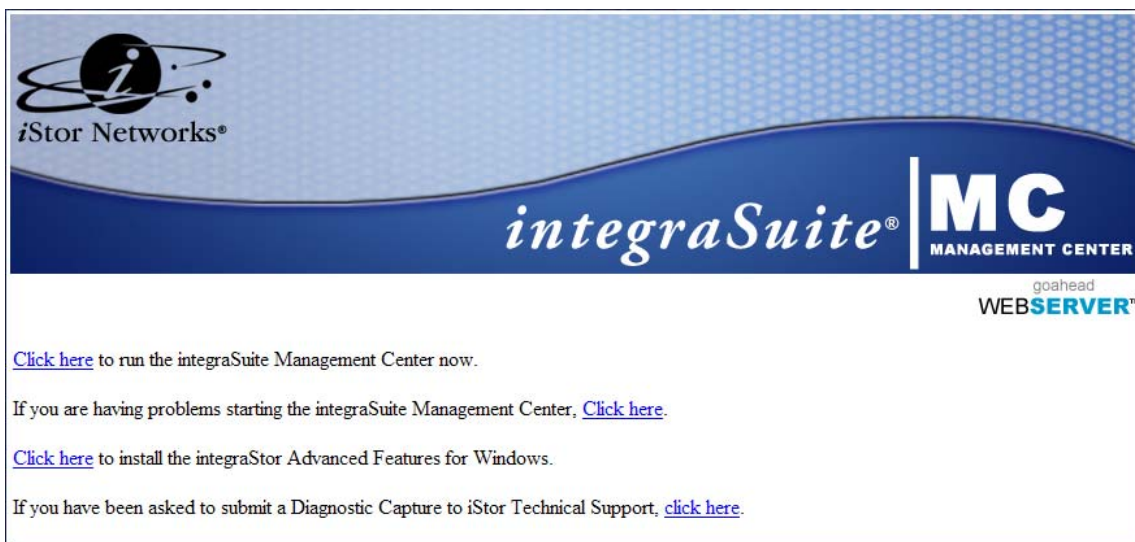 i
iStor Networks®
integraSuite® MC
MANAGEMENT CENTER
goahead
WEBSERVER™
Click here to run the integraSuite Management Center now.
If you are having problems starting the integraSuite Management Center, Click here.
Click here to install the integraStor Advanced Features for Windows.
If you have been asked to submit a Diagnostic Capture to iStor Technical Support, click here.